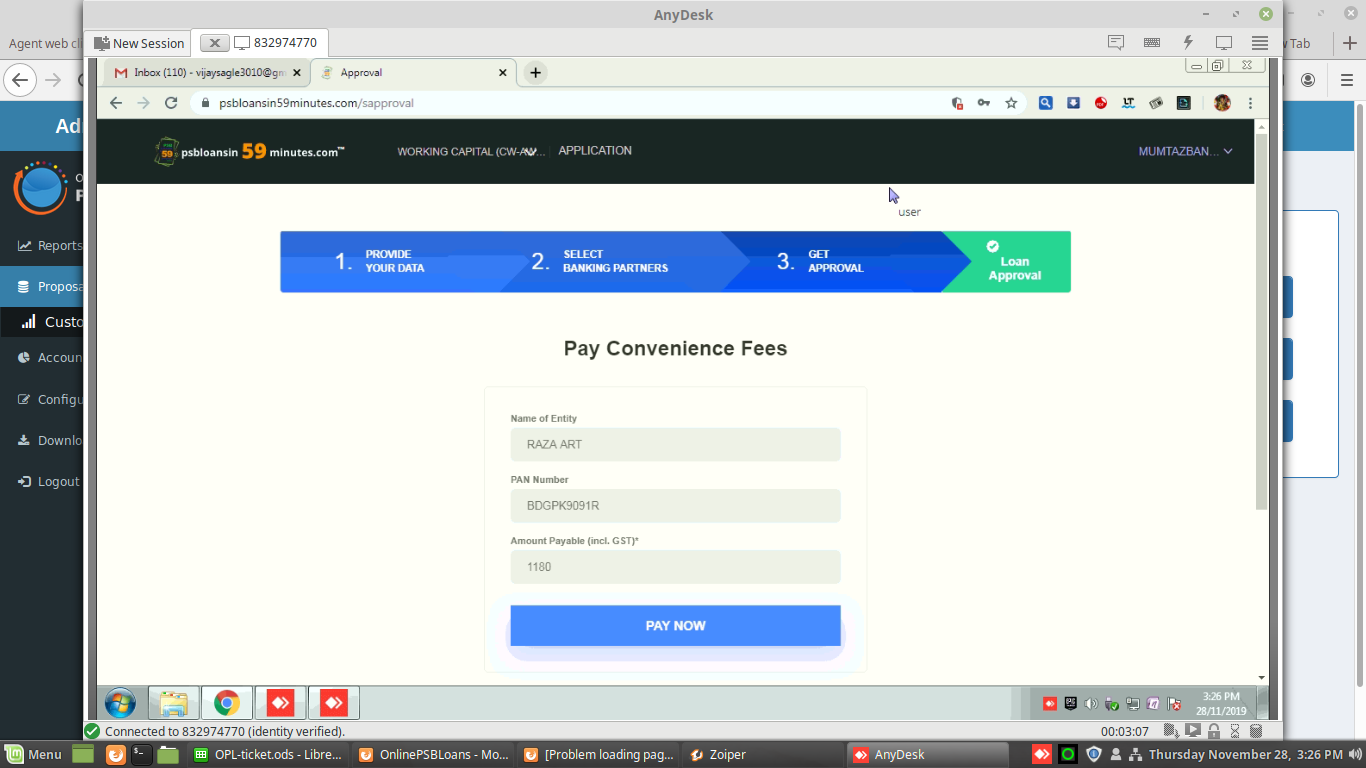 AnyDesk
Agent web cli
New Session
832974770
w Tab
Inbox (110) - vijaysagle3010@gm
Approval
psbloansin59minutes.com/sapproval
Ad
psbloansin 59 minutes.com™
WORKING CAPITAL (CW-AV...
APPLICATION
MUMTAZBAN...
user
O
F
Reports
Proposa
Custo
Accoun
Configu
Downlo
Logout
1. PROVIDE
YOUR DATA
2. SELECT
BANKING PARTNERS
3. GET
APPROVAL
Loan
Approval
Pay Convenience Fees
Name of Entity
RAZA ART
PAN Number
BDGPK9091R
Amount Payable (incl. GST)*
1180
PAY NOW
3:26 PM
28/11/2019
Connected to 832974770 (identity verified).
00:03:07
Menu
OPL-ticket.ods - Libre...
OnlinePSBLoans - Mo...
[Problem loading pag...
Zoiper
AnyDesk
Thursday November 28, 3:26 PM